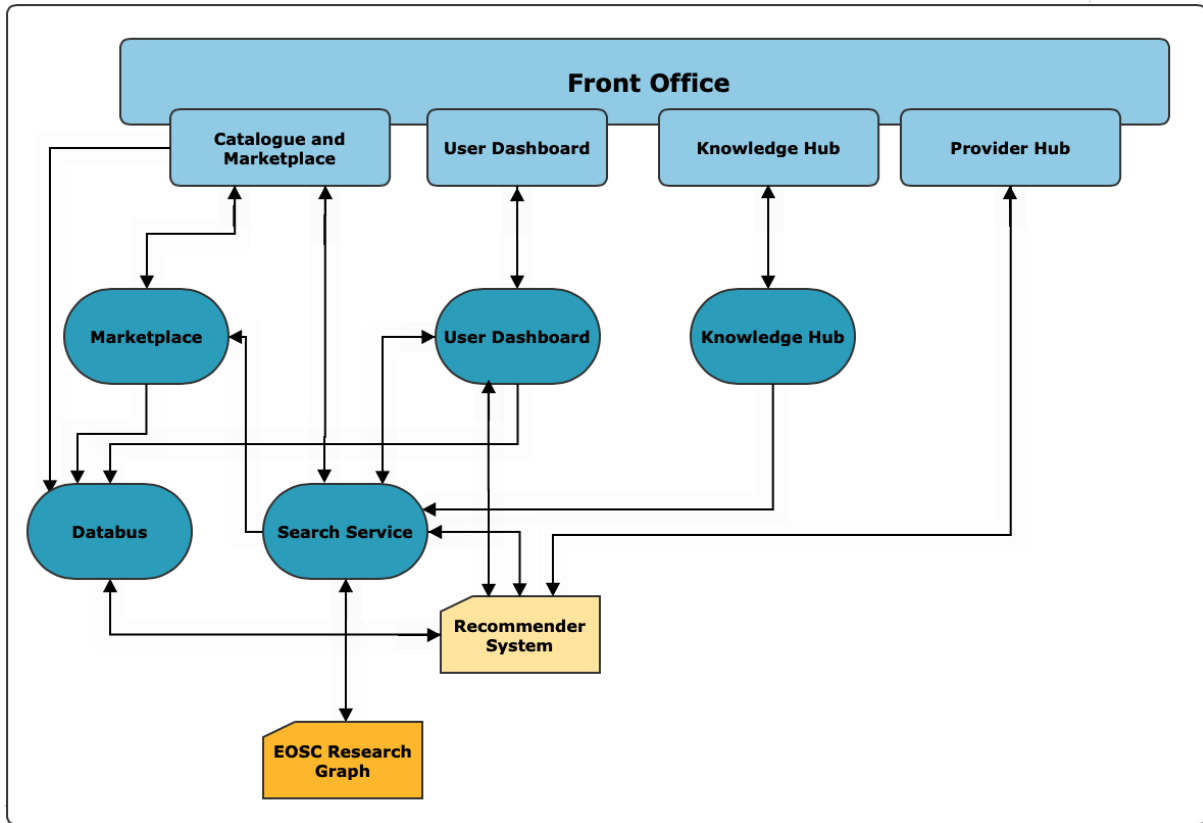 Front Office
Catalogue and
Marketplace
User Dashboard
Knowledge Hub
Provider Hub
Marketplace
User Dashboard
Knowledge Hub
Databus
Search Service
Recommender
System
EOSC Research
Graph